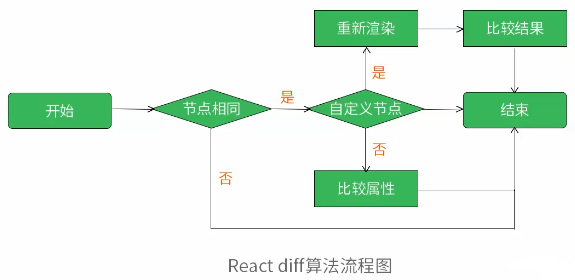 重新渲染
比较结果
是
开始
节点相同
是
自定义节点
结束
否
否
比较属性
React diff算法流程图